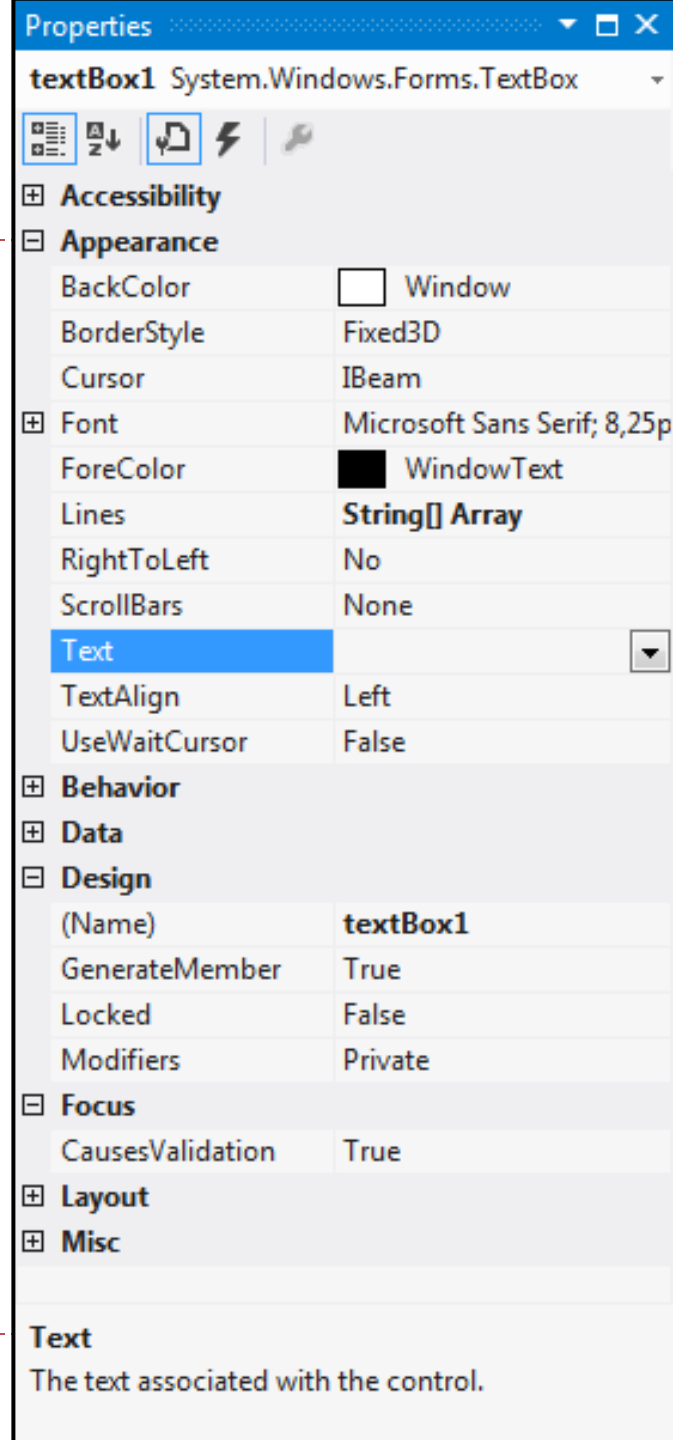 Properties
textBox1 System.Windows.Forms.TextBox
Accessibility
Appearance
BackColor Window
BorderStyle Fixed3D
Cursor IBeam
Font Microsoft Sans Serif; 8,25p
ForeColor WindowText
Lines String[] Array
RightToLeft No
ScrollBars None
Text
TextAlign Left
UseWaitCursor False
Behavior
Data
Design
(Name) textBox1
GenerateMember True
Locked False
Modifiers Private
Focus
CausesValidation True
Layout
Misc
Text
The text associated with the control.